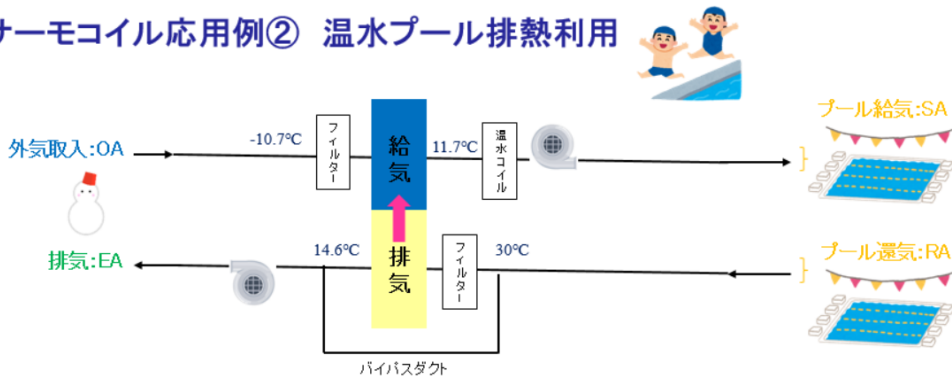 サーモコイル応用例② 温水プール排熱利用
プール給気:SA
外気取入:OA
-10.7℃
フィルター
給気
11.7℃
温水コイル
排気:EA
14.6℃
排気
フィルター
30℃
プール還気:RA
バイパスダクト